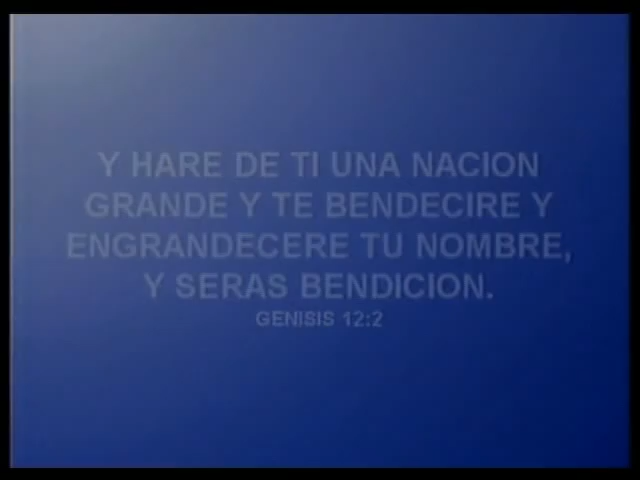 Y HARE DE TI UNA NACION
GRANDE Y TE BENDECIRE Y
ENGRANDECERE TU NOMBRE,
Y SERAS BENDICION.
GENISIS 12:2